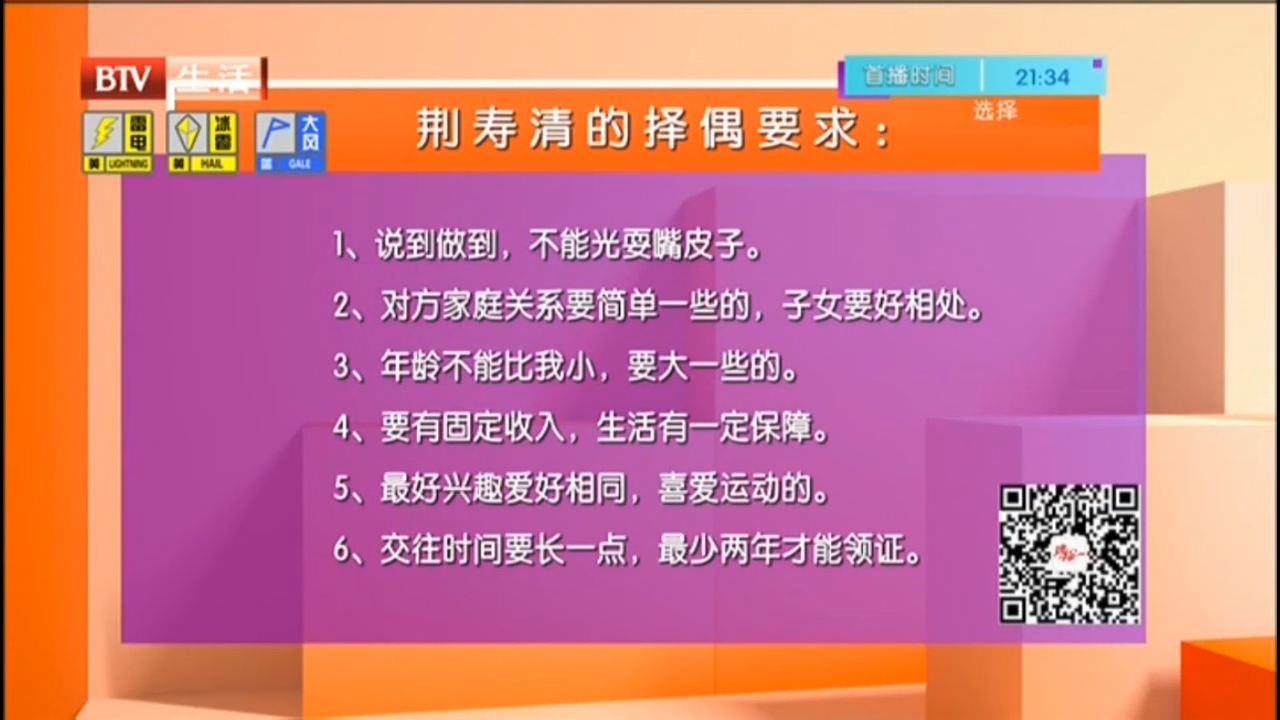 BTV 生活
首播时间 21:34
选择
雷电 黄 LIGHTNING
冰雹 黄 HAIL
大风 蓝 GALE
荆寿清的择偶要求：
1、说到做到，不能光耍嘴皮子。
2、对方家庭关系要简单一些的，子女要好相处。
3、年龄不能比我小，要大一些的。
4、要有固定收入，生活有一定保障。
5、最好兴趣爱好相同，喜爱运动的。
6、交往时间要长一点，最少两年才能领证。